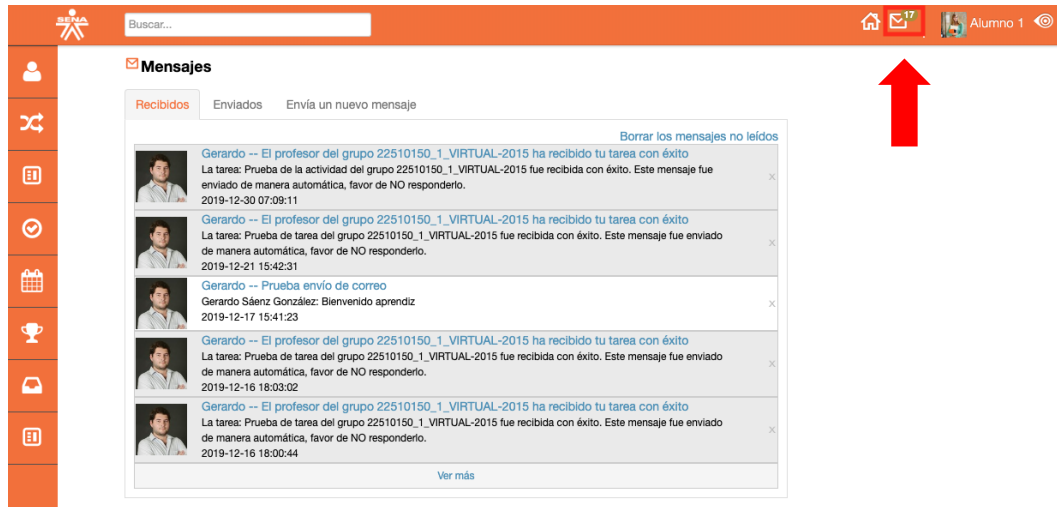 SENA
Buscar...
17
Alumno 1
Mensajes
Recibidos Enviados Envía un nuevo mensaje
Borrar los mensajes no leídos
Gerardo -- El profesor del grupo 22510150_1_VIRTUAL-2015 ha recibido tu tarea con éxito
La tarea: Prueba de la actividad del grupo 22510150_1_VIRTUAL-2015 fue recibida con éxito. Este mensaje fue
enviado de manera automática, favor de NO responderlo.
x
2019-12-30 07:09:11
Gerardo -- El profesor del grupo 22510150_1_VIRTUAL-2015 ha recibido tu tarea con éxito
La tarea: Prueba de tarea del grupo 22510150_1_VIRTUAL-2015 fue recibida con éxito. Este mensaje fue enviado
de manera automática, favor de NO responderlo.
x
2019-12-21 15:42:31
Gerardo -- Prueba envío de correo
Gerardo Sáenz González: Bienvenido aprendiz
x
2019-12-17 15:41:23
Gerardo -- El profesor del grupo 22510150_1_VIRTUAL-2015 ha recibido tu tarea con éxito
La tarea: Prueba de tarea del grupo 22510150_1_VIRTUAL-2015 fue recibida con éxito. Este mensaje fue enviado
de manera automática, favor de NO responderlo.
x
2019-12-16 18:03:02
Gerardo -- El profesor del grupo 22510150_1_VIRTUAL-2015 ha recibido tu tarea con éxito
La tarea: Prueba de tarea del grupo 22510150_1_VIRTUAL-2015 fue recibida con éxito. Este mensaje fue enviado
de manera automática, favor de NO responderlo.
x
2019-12-16 18:00:44
Ver más